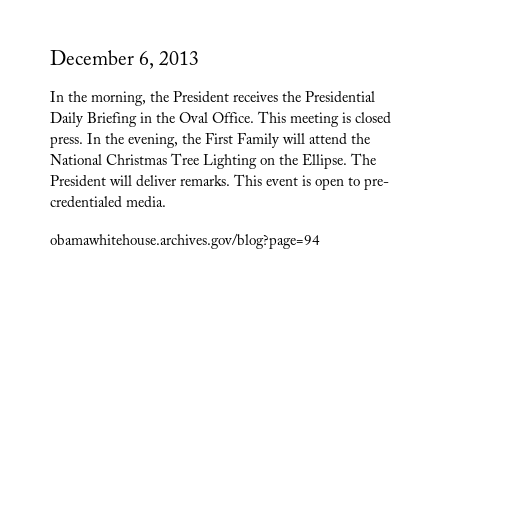 December 6, 2013
In the morning, the President receives the Presidential
Daily Briefing in the Oval Office. This meeting is closed
press. In the evening, the First Family will attend the
National Christmas Tree Lighting on the Ellipse. The
President will deliver remarks. This event is open to pre-
credentialed media.
obamawhitehouse.archives.gov/blog?page=94